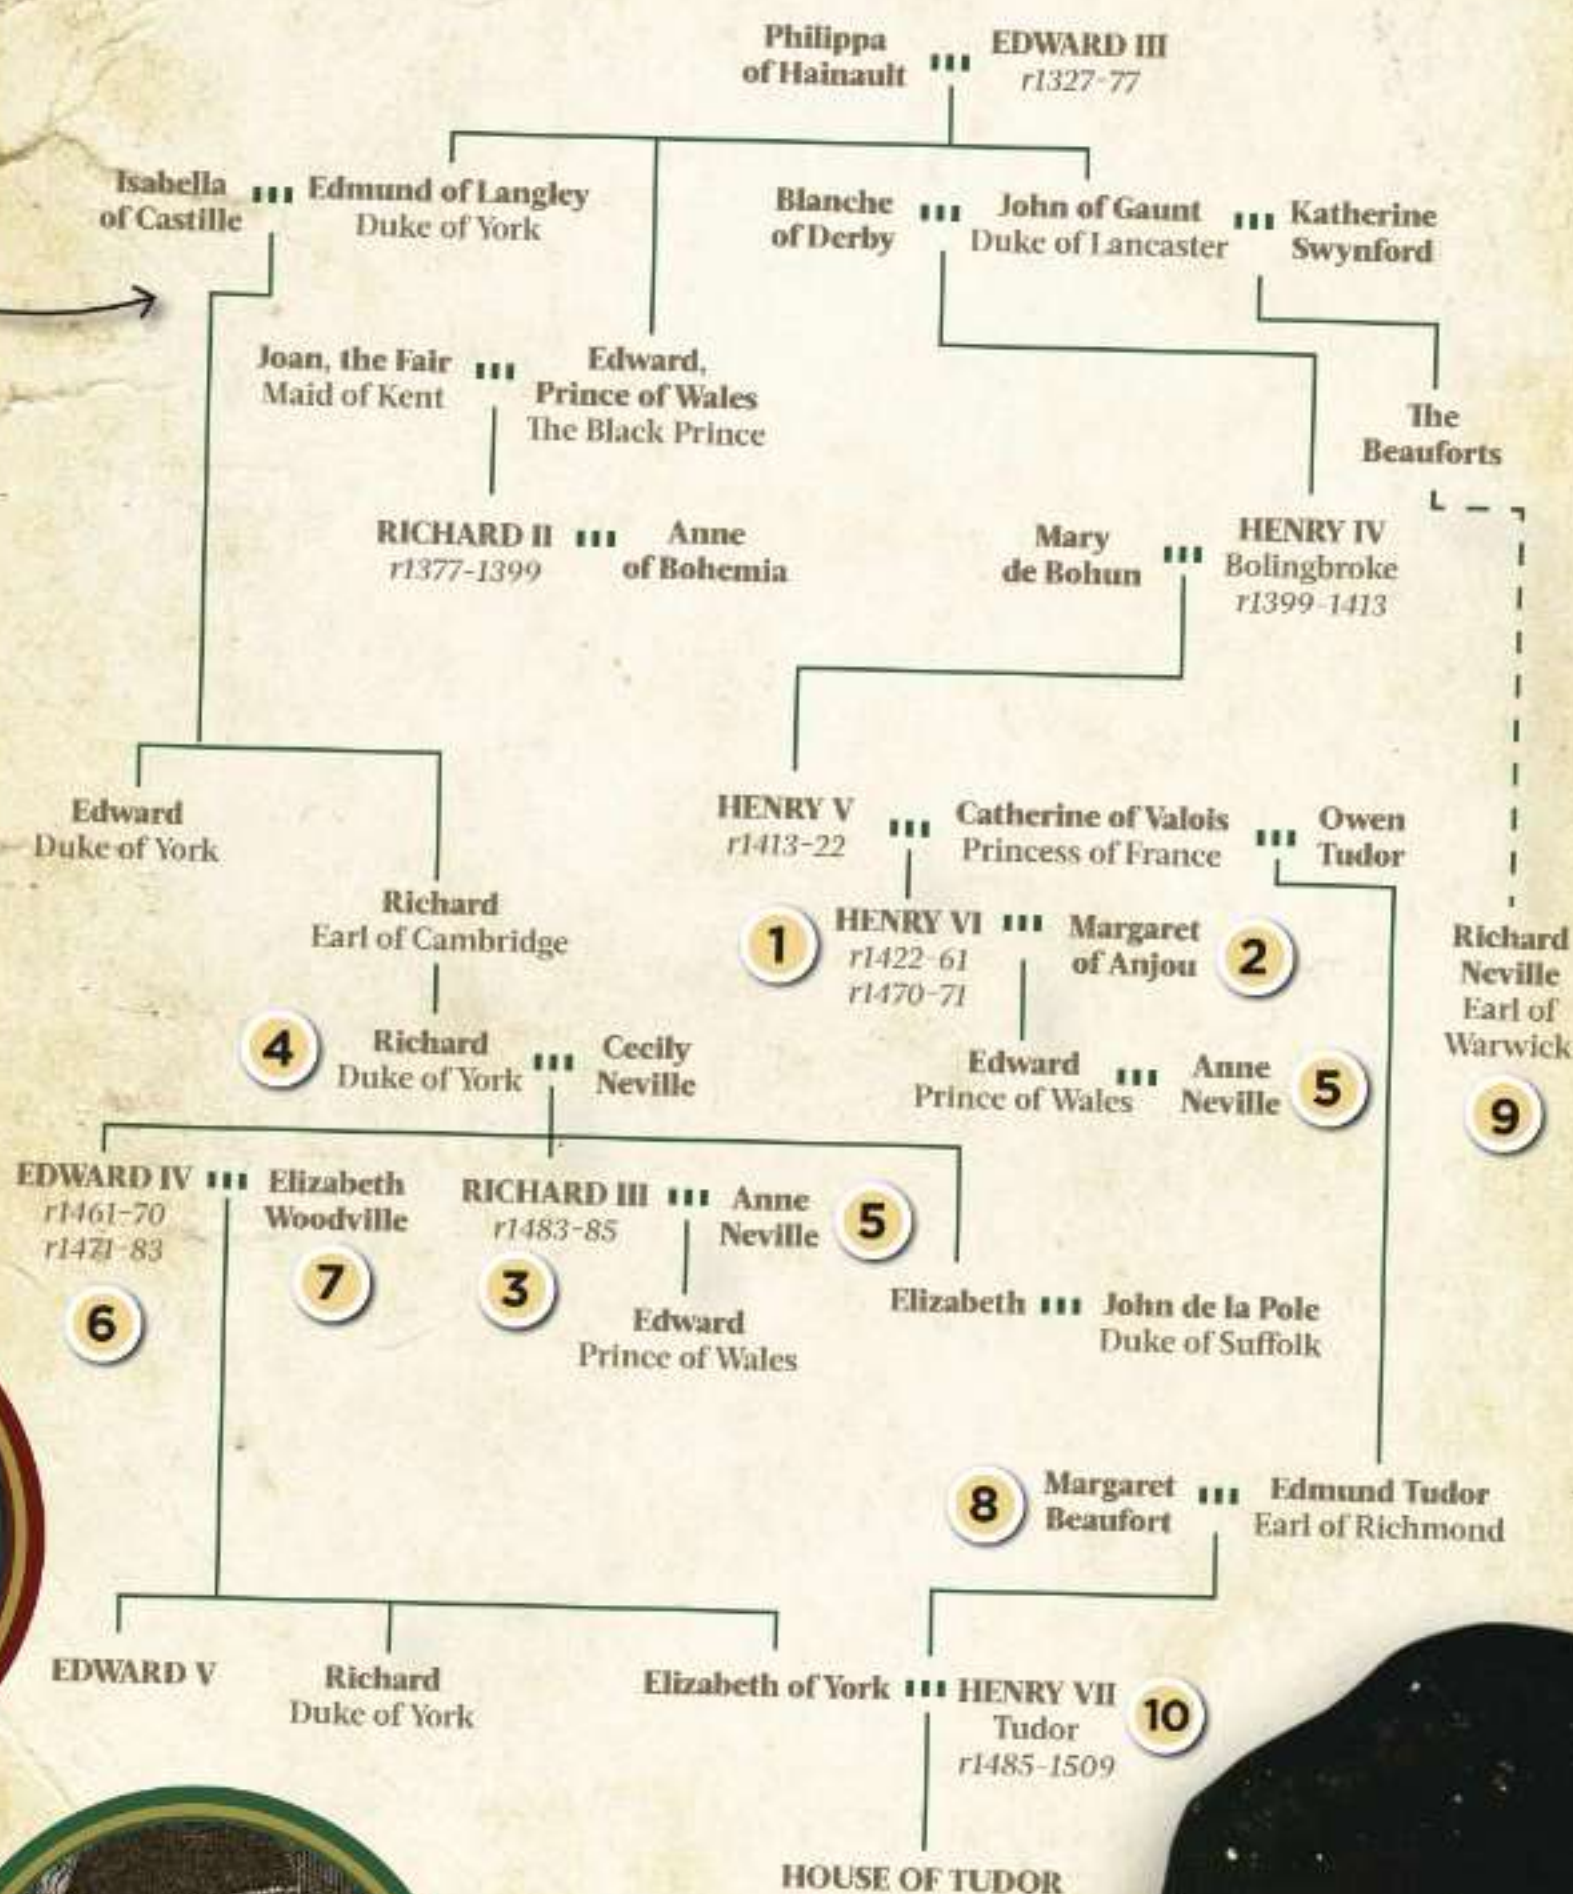 Philippa
of Hainault
EDWARD III
r1327-77
Isabella
of Castille
Edmund of Langley
Duke of York
Blanche
of Derby
John of Gaunt
Duke of Lancaster
Katherine
Swynford
Joan, the Fair
Maid of Kent
Edward,
Prince of Wales
The Black Prince
The
Beauforts
RICHARD II
r1377-1399
Anne
of Bohemia
Mary
de Bohun
HENRY IV
Bolingbroke
r1399-1413
Edward
Duke of York
HENRY V
r1413-22
Catherine of Valois
Princess of France
Owen
Tudor
Richard
Earl of Cambridge
1
HENRY VI
r1422-61
r1470-71
Margaret
of Anjou
2
Richard
Neville
Earl of
Warwick
9
4
Richard
Duke of York
Cecily
Neville
Edward
Prince of Wales
Anne
Neville
5
EDWARD IV
r1461-70
r1471-83
6
Elizabeth
Woodville
7
RICHARD III
r1483-85
3
Anne
Neville
5
Edward
Prince of Wales
Elizabeth
John de la Pole
Duke of Suffolk
8
Margaret
Beaufort
Edmund Tudor
Earl of Richmond
EDWARD V
Richard
Duke of York
Elizabeth of York
HENRY VII
Tudor
r1485-1509
10
HOUSE OF TUDOR